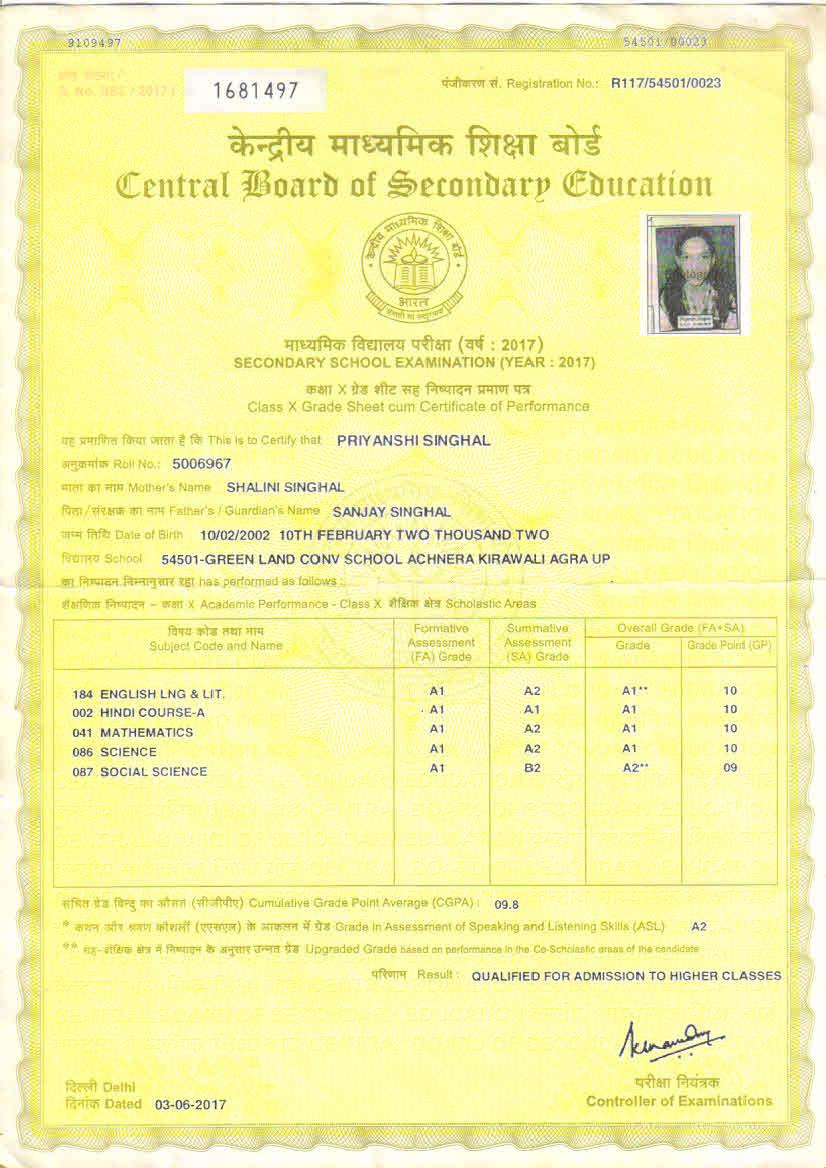 9109497 54501/00023
1681497
पंजीकरण सं. Registration No.: R117/54501/0023
केन्द्रीय माध्यमिक शिक्षा बोर्ड
Central Board of Secondary Education
केन्द्रीय माध्यमिक शिक्षा बोर्ड
भारत
माध्यमिक विद्यालय परीक्षा (वर्ष : 2017)
SECONDARY SCHOOL EXAMINATION (YEAR : 2017)
कक्षा X ग्रेड शीट सह निष्पादन प्रमाण पत्र
Class X Grade Sheet cum Certificate of Performance
यह प्रमाणित किया जाता है कि This is to Certify that PRIYANSHI SINGHAL
अनुक्रमांक Roll No.: 5006967
माता का नाम Mother's Name SHALINI SINGHAL
पिता/संरक्षक का नाम Father's / Guardian's Name SANJAY SINGHAL
जन्म तिथि Date of Birth 10/02/2002 10TH FEBRUARY TWO THOUSAND TWO
विद्यालय School 54501-GREEN LAND CONV SCHOOL ACHNERA KIRAWALI AGRA UP
का निष्पादन निम्नानुसार रहा has performed as follows :
शैक्षणिक निष्पादन – कक्षा X Academic Performance - Class X शैक्षिक क्षेत्र Scholastic Areas
विषय कोड तथा नाम
Subject Code and Name
Formative
Assessment
(FA) Grade
Summative
Assessment
(SA) Grade
Overall Grade (FA+SA)
Grade Grade Point (GP)
184 ENGLISH LNG & LIT. A1 A2 A1** 10
002 HINDI COURSE-A A1 A1 A1 10
041 MATHEMATICS A1 A2 A1 10
086 SCIENCE A1 A2 A1 10
087 SOCIAL SCIENCE A1 B2 A2** 09
संचित ग्रेड बिन्दु का औसत (सीजीपीए) Cumulative Grade Point Average (CGPA) : 09.8
* कथन और श्रवण कौशलों (एएसएल) के आकलन में ग्रेड Grade in Assessment of Speaking and Listening Skills (ASL) A2
** सह-शैक्षिक क्षेत्र में निष्पादन के अनुसार उन्नत ग्रेड Upgraded Grade based on performance in the Co-Scholastic areas of the candidate
परिणाम Result : QUALIFIED FOR ADMISSION TO HIGHER CLASSES
दिल्ली Delhi
दिनांक Dated 03-06-2017
परीक्षा नियंत्रक
Controller of Examinations